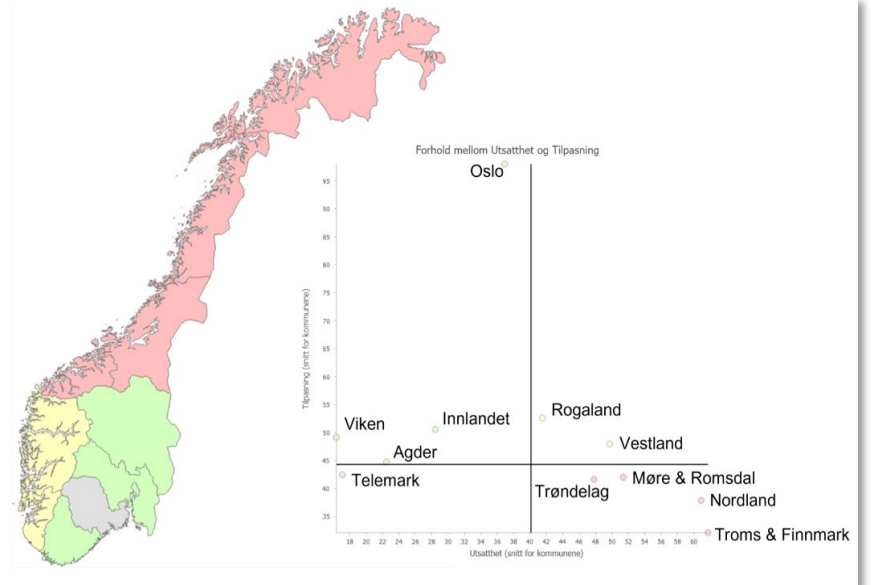 Forhold mellom Utsatthet og Tilpasning
Oslo
95
90
85
80
75
70
65
60
55
50
45
40
35
Tilpasning (snitt for kommunene)
Rogaland
Innlandet
Viken
Vestland
Agder
Telemark
Møre & Romsdal
Trøndelag
Nordland
Troms & Finnmark
18 20 22 24 26 28 30 32 34 36 38 40 42 44 46 48 50 52 54 56 58 60
Utsatthet (snitt for kommunene)